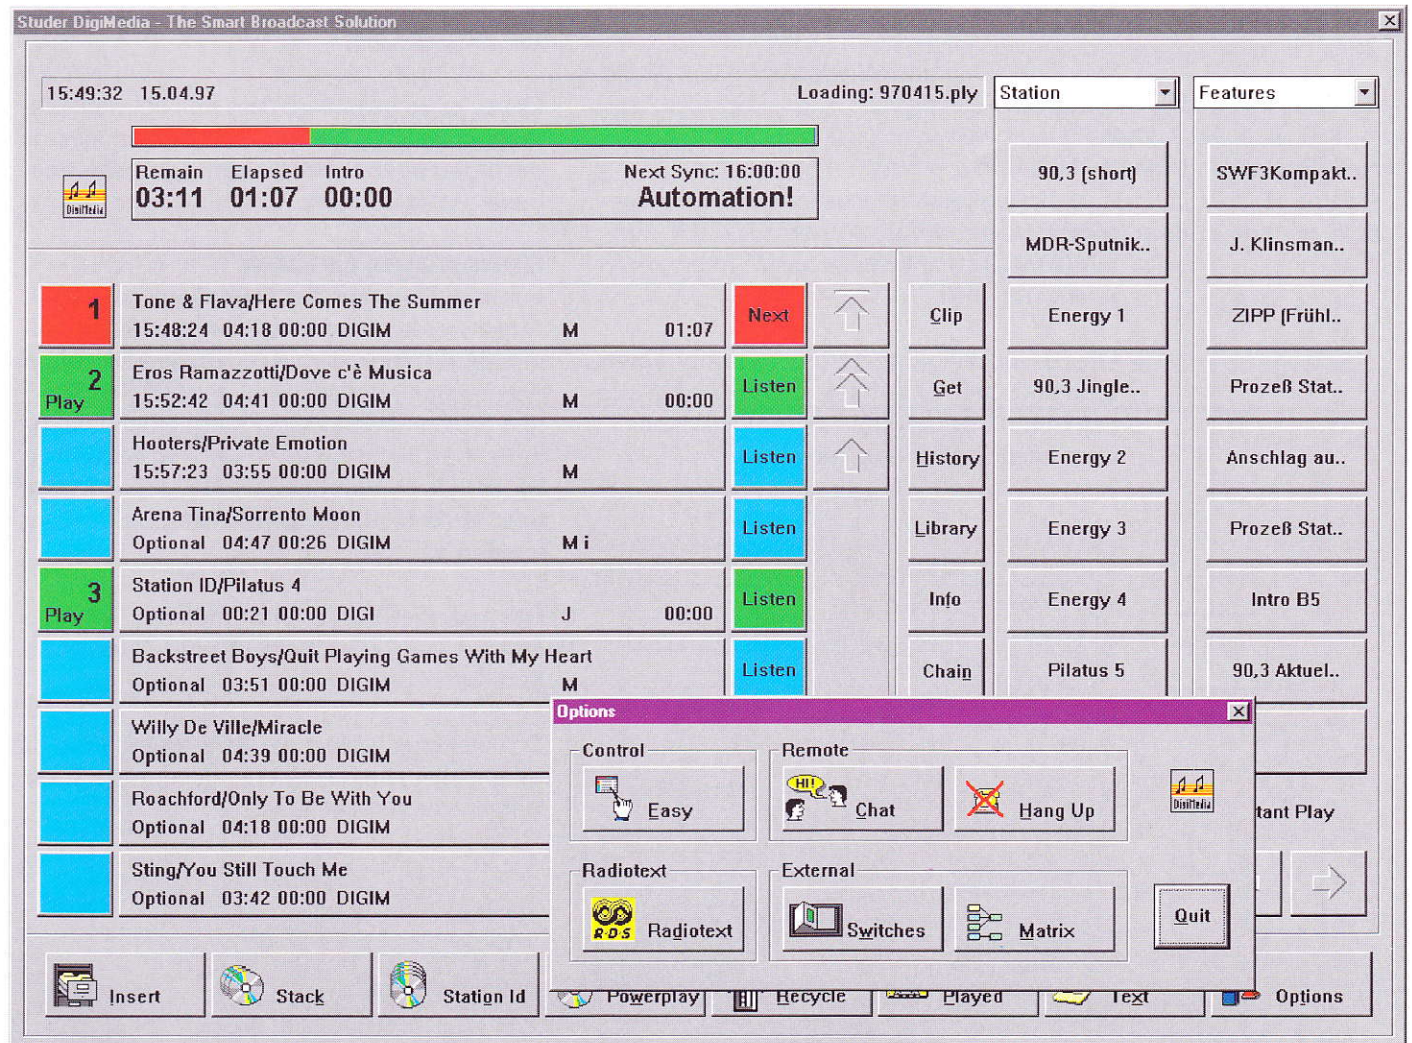 Studer DigiMedia - The Smart Broadcast Solution
15:49:32 15.04.97
Loading: 970415.ply
Station
Features
Remain Elapsed Intro Next Sync: 16:00:00
03:11 01:07 00:00 Automation!
DigiMedia
1
Tone & Flava/Here Comes The Summer
15:48:24 04:18 00:00 DIGIM M 01:07
Next
2
Play
Eros Ramazzotti/Dove c'è Musica
15:52:42 04:41 00:00 DIGIM M 00:00
Listen
Hooters/Private Emotion
15:57:23 03:55 00:00 DIGIM M
Listen
Arena Tina/Sorrento Moon
Optional 04:47 00:26 DIGIM M i
Listen
3
Play
Station ID/Pilatus 4
Optional 00:21 00:00 DIGI J 00:00
Listen
Backstreet Boys/Quit Playing Games With My Heart
Optional 03:51 00:00 DIGIM M
Listen
Willy De Ville/Miracle
Optional 04:39 00:00 DIGIM
Roachford/Only To Be With You
Optional 04:18 00:00 DIGIM
Sting/You Still Touch Me
Optional 03:42 00:00 DIGIM
Clip
Get
History
Library
Info
Chain
90,3 (short)
MDR-Sputnik..
Energy 1
90,3 Jingle..
Energy 2
Energy 3
Energy 4
Pilatus 5
SWF3Kompakt..
J. Klinsman..
ZIPP (Frühl..
Prozeß Stat..
Anschlag au..
Prozeß Stat..
Intro B5
90,3 Aktuel..
tant Play
Options
Control
Easy
Remote
HI!
Chat
Hang Up
DigiMedia
Radiotext
R·D·S
Radiotext
External
Switches
Matrix
Quit
Insert
Stack
Station Id
Powerplay
Recycle
Played
Text
Options